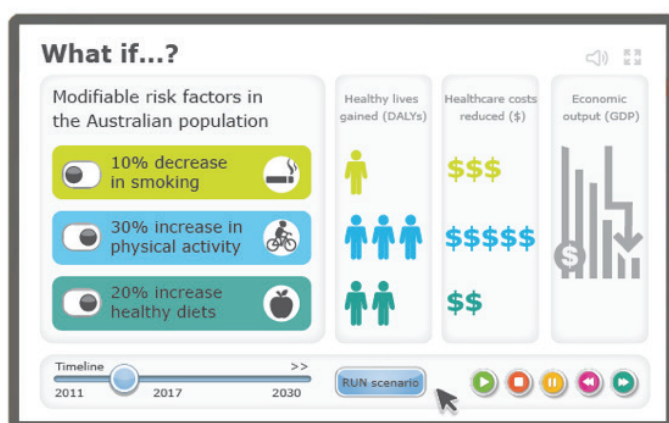 What if...?
Modifiable risk factors in
the Australian population
10% decrease
in smoking
30% increase in
physical activity
20% increase
healthy diets
Healthy lives
gained (DALYs)
Healthcare costs
reduced ($)
$$$
$$$$$
$$
Economic
output (GDP)
$
Timeline
>>
2011
2017
2030
RUN scenario